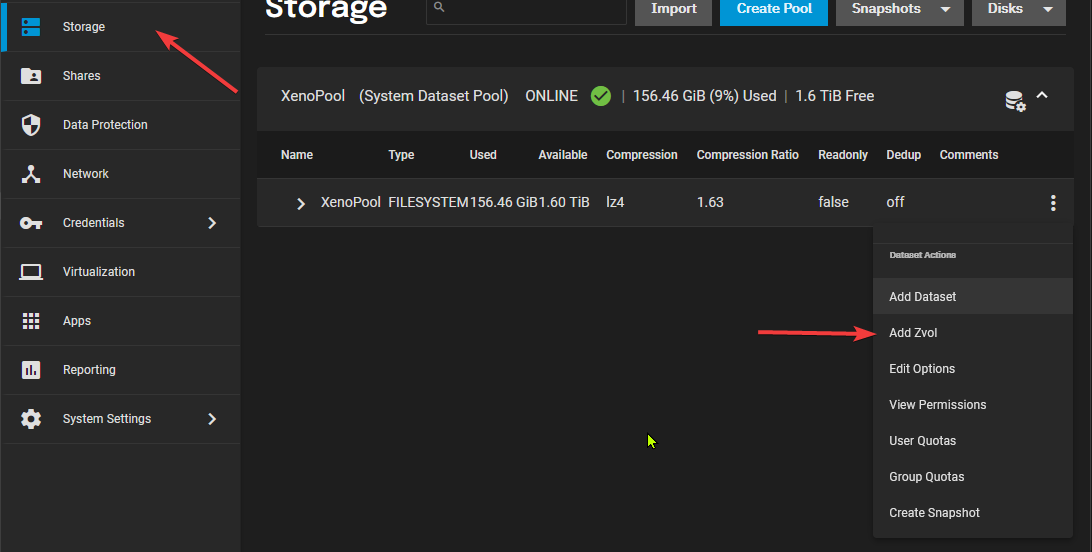 Storage
Import
Create Pool
Snapshots
Disks
Storage
Shares
Data Protection
Network
Credentials
Virtualization
Apps
Reporting
System Settings
XenoPool (System Dataset Pool) ONLINE | 156.46 GiB (9%) Used | 1.6 TiB Free
Name Type Used Available Compression Compression Ratio Readonly Dedup Comments
XenoPool FILESYSTEM 156.46 GiB 1.60 TiB lz4 1.63 false off
Dataset Actions
Add Dataset
Add Zvol
Edit Options
View Permissions
User Quotas
Group Quotas
Create Snapshot